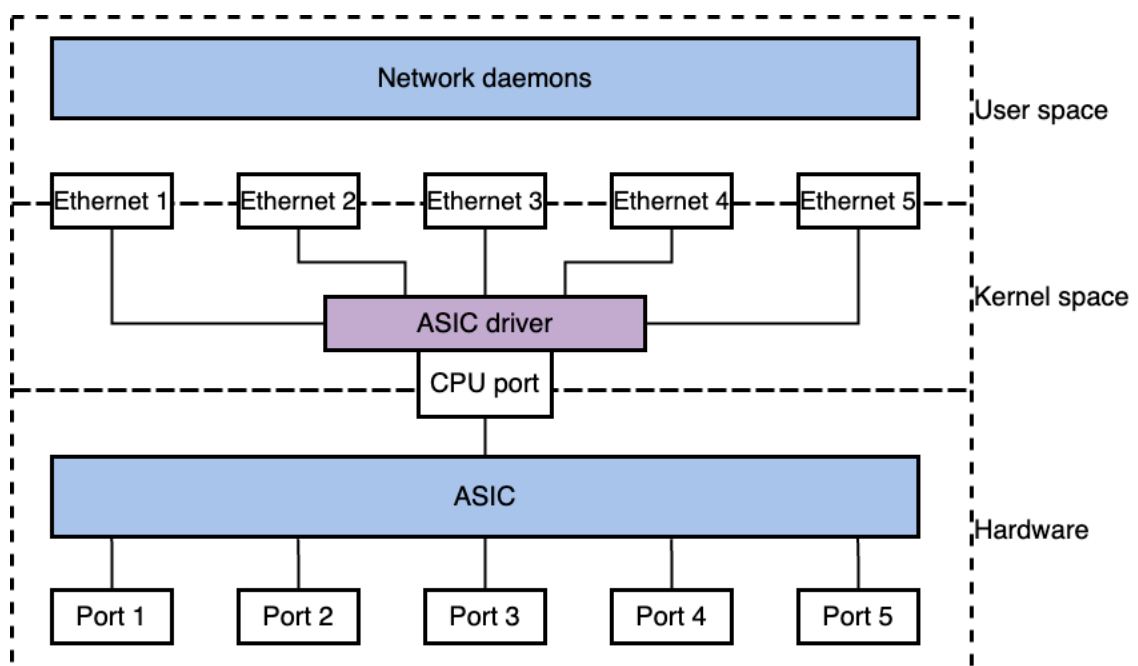 Network daemons
User space
Ethernet 1
Ethernet 2
Ethernet 3
Ethernet 4
Ethernet 5
Kernel space
ASIC driver
CPU port
ASIC
Hardware
Port 1
Port 2
Port 3
Port 4
Port 5